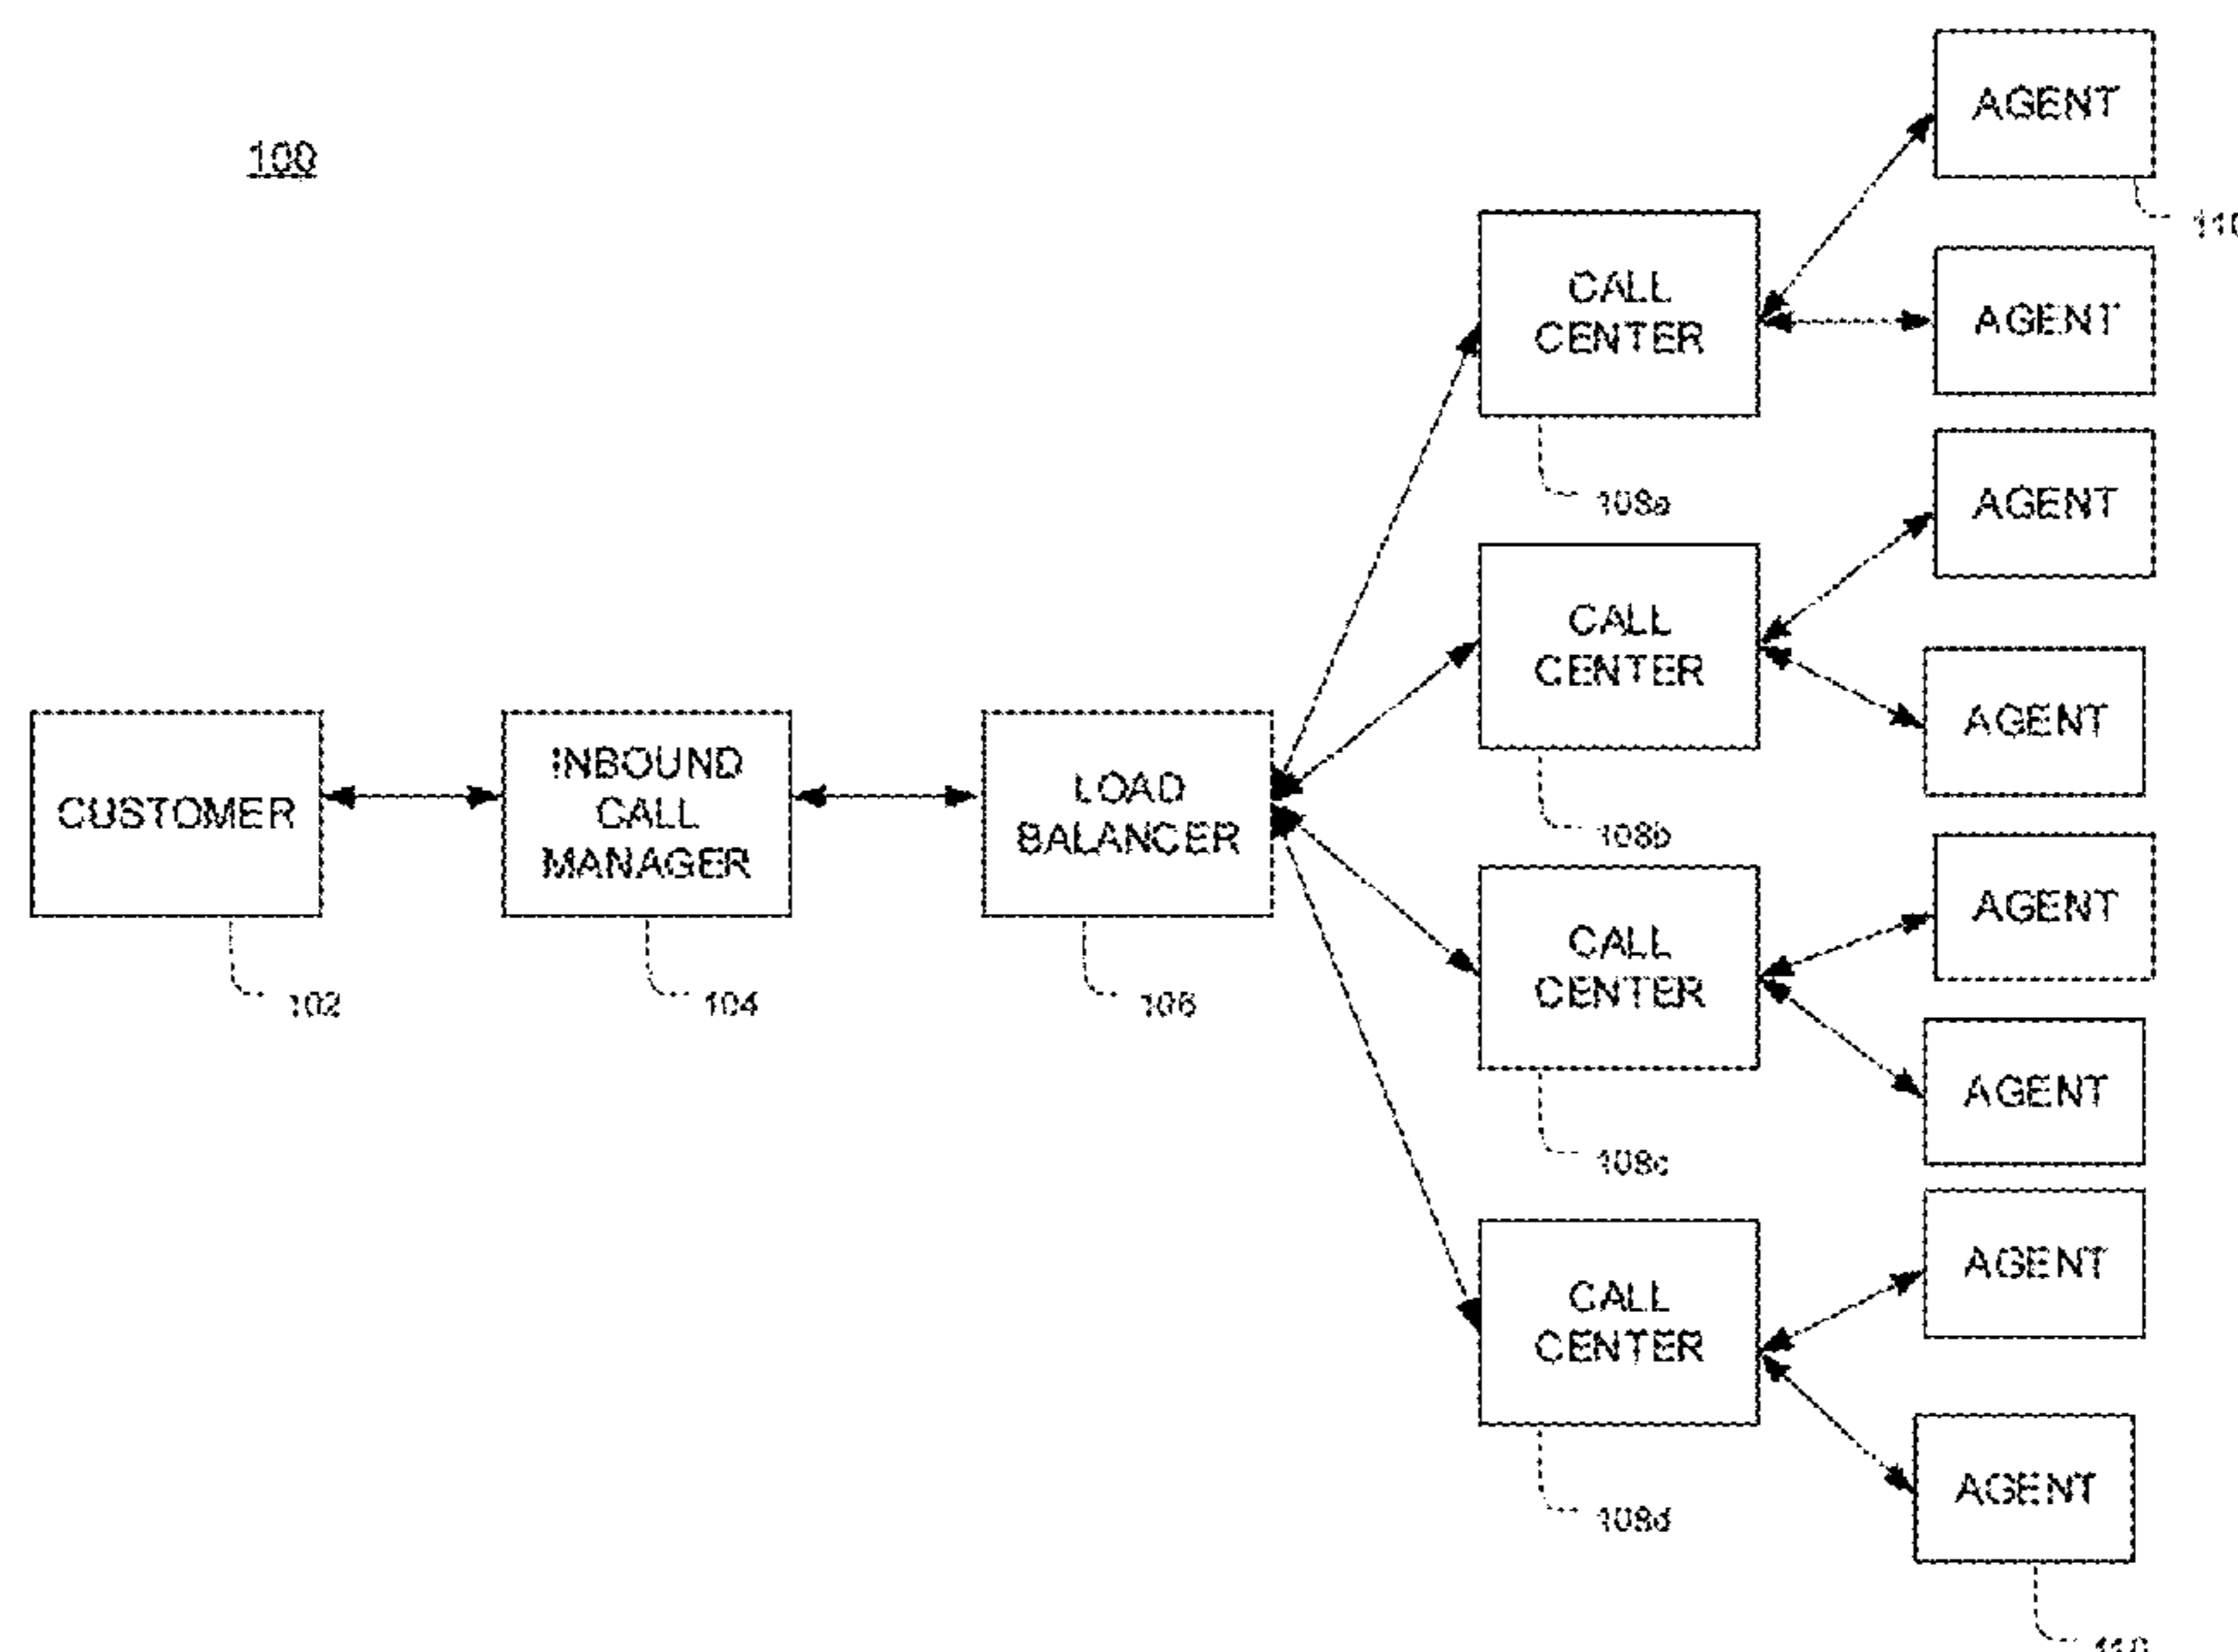 100
CUSTOMER
102
INBOUND
CALL
MANAGER
104
LOAD
BALANCER
106
CALL
CENTER
108a
CALL
CENTER
108b
CALL
CENTER
108c
CALL
CENTER
108d
AGENT
110
AGENT
AGENT
AGENT
AGENT
AGENT
AGENT
AGENT